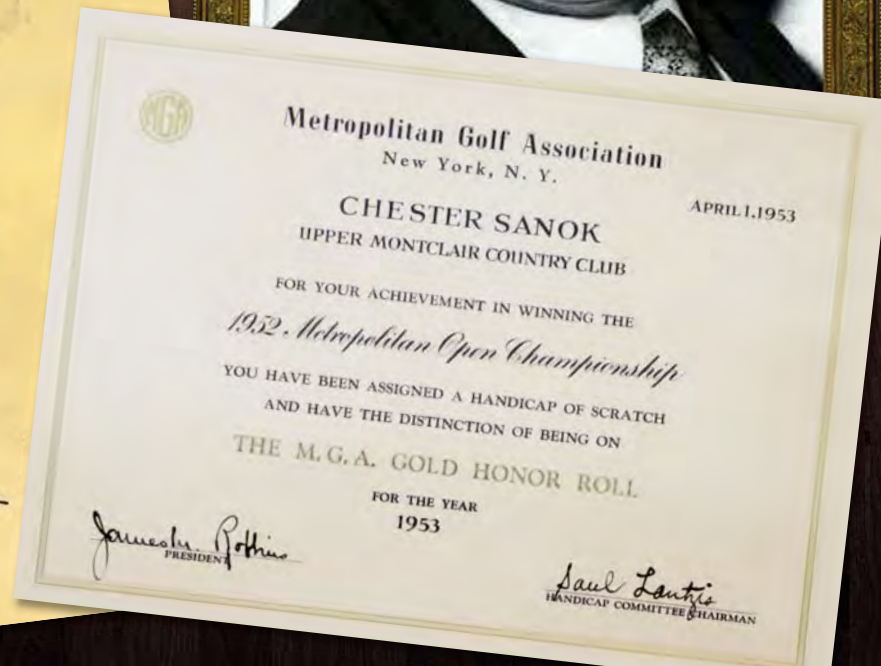 MGA
Metropolitan Golf Association
New York, N. Y.
APRIL 1, 1953
CHESTER SANOK
UPPER MONTCLAIR COUNTRY CLUB
FOR YOUR ACHIEVEMENT IN WINNING THE
1952 Metropolitan Open Championship
YOU HAVE BEEN ASSIGNED A HANDICAP OF SCRATCH
AND HAVE THE DISTINCTION OF BEING ON
THE M.G.A. GOLD HONOR ROLL
FOR THE YEAR
1953
Robbins
PRESIDENT
HANDICAP COMMITTEE CHAIRMAN